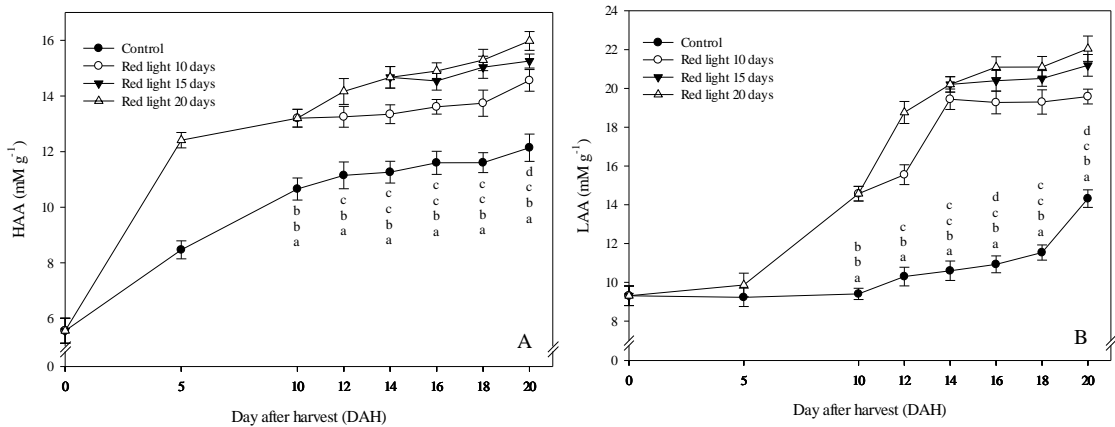 HAA (mM g⁻¹)
16
14
12
10
8
6
0
Control
Red light 10 days
Red light 15 days
Red light 20 days
b
b
a
c
b
a
c
c
b
a
c
c
b
a
c
c
b
a
d
c
b
a
A
0
5
10
12
14
16
18
20
Day after harvest (DAH)
LAA (mM g⁻¹)
24
22
20
18
16
14
12
10
8
0
Control
Red light 10 days
Red light 15 days
Red light 20 days
b
b
a
c
b
a
c
c
b
a
d
c
b
a
c
c
b
a
d
c
b
a
B
0
5
10
12
14
16
18
20
Day after harvest (DAH)